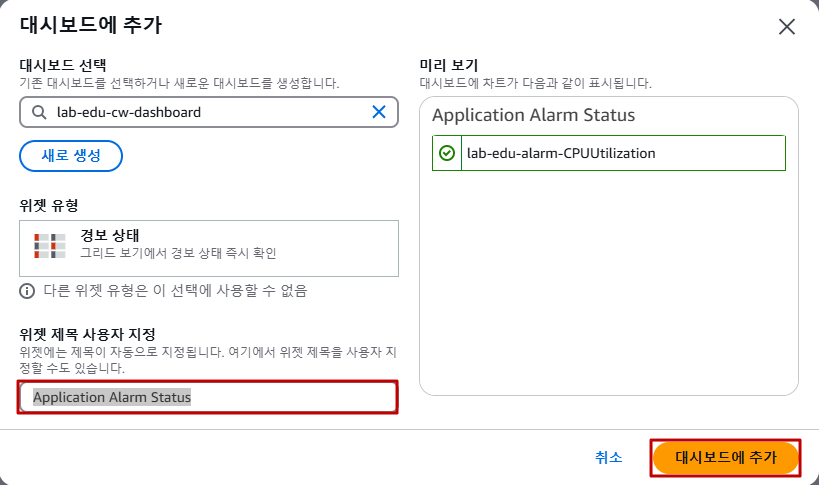 대시보드에 추가
대시보드 선택
기존 대시보드를 선택하거나 새로운 대시보드를 생성합니다.
lab-edu-cw-dashboard
새로 생성
위젯 유형
경보 상태
그리드 보기에서 경보 상태 즉시 확인
다른 위젯 유형은 이 선택에 사용할 수 없음
위젯 제목 사용자 지정
위젯에는 제목이 자동으로 지정됩니다. 여기에서 위젯 제목을 사용자 지
정할 수도 있습니다.
Application Alarm Status
미리 보기
대시보드에 차트가 다음과 같이 표시됩니다.
Application Alarm Status
lab-edu-alarm-CPUUtilization
취소
대시보드에 추가